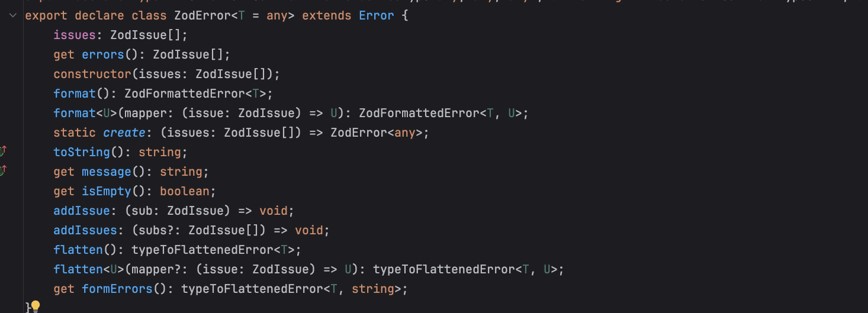 export declare class ZodError<T = any> extends Error {
issues: ZodIssue[];
get errors(): ZodIssue[];
constructor(issues: ZodIssue[]);
format(): ZodFormattedError<T>;
format<U>(mapper: (issue: ZodIssue) => U): ZodFormattedError<T, U>;
static create: (issues: ZodIssue[]) => ZodError<any>;
toString(): string;
get message(): string;
get isEmpty(): boolean;
addIssue: (sub: ZodIssue) => void;
addIssues: (subs?: ZodIssue[]) => void;
flatten(): typeToFlattenedError<T>;
flatten<U>(mapper?: (issue: ZodIssue) => U): typeToFlattenedError<T, U>;
get formErrors(): typeToFlattenedError<T, string>;
}